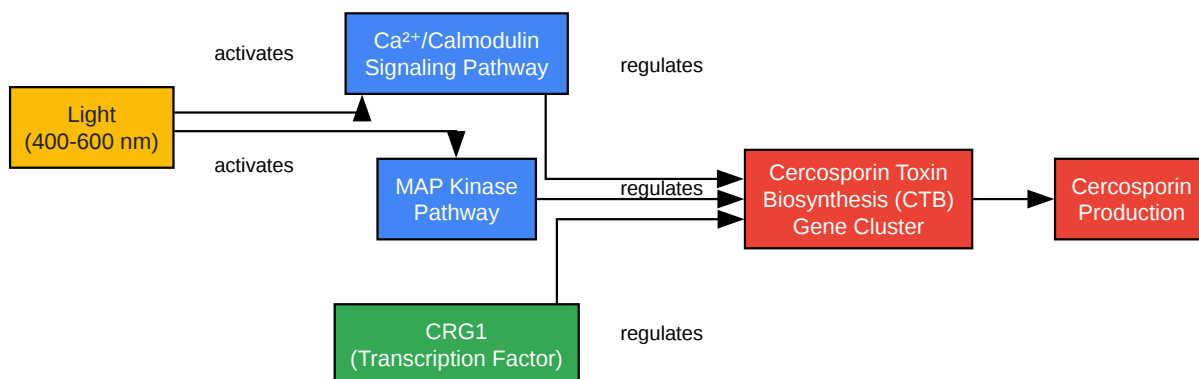 activates
Ca²⁺/Calmodulin
Signaling Pathway
regulates
Light
(400-600 nm)
activates
MAP Kinase
Pathway
regulates
Cercosporin Toxin
Biosynthesis (CTB)
Gene Cluster
Cercosporin
Production
CRG1
(Transcription Factor)
regulates